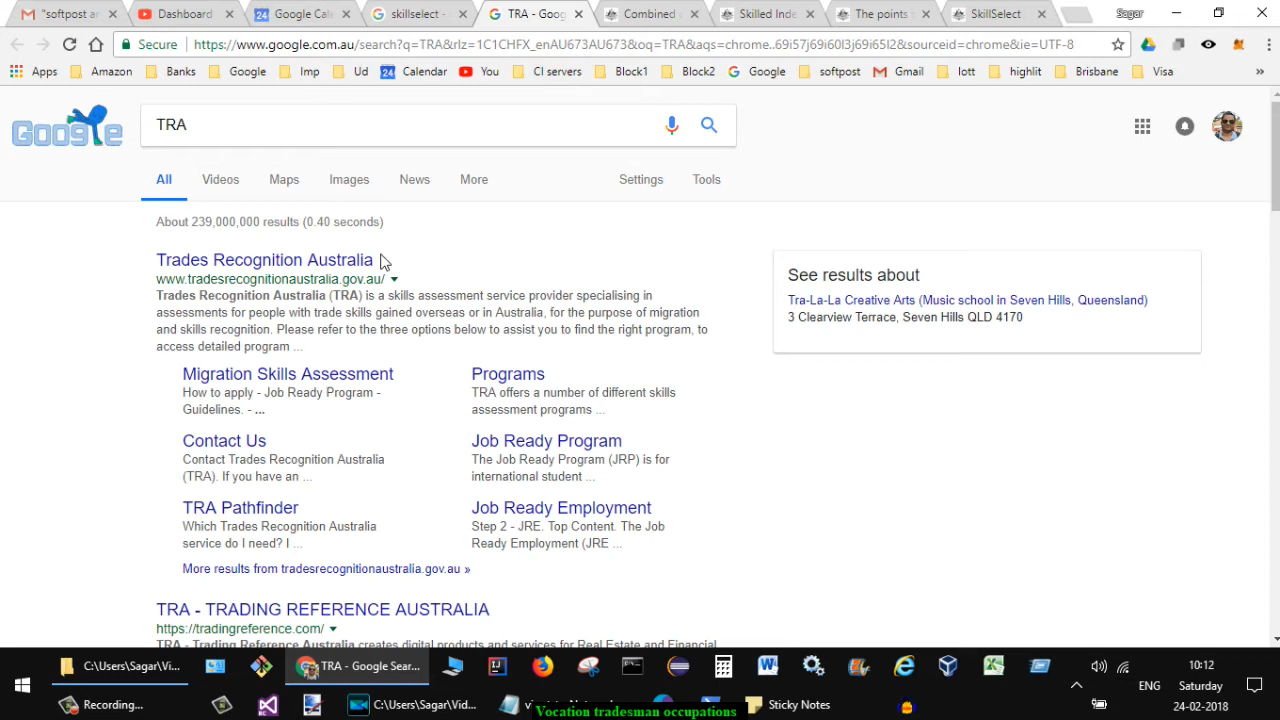 "softpost an
Dashboard
Google Cale
skillselect -
TRA - Goog
Combined c
Skilled Inde
The points t
SkillSelect
Sagar
Secure
https://www.google.com.au/search?q=TRA&rlz=1C1CHFX_enAU673AU673&oq=TRA&aqs=chrome..69i57j69i60l3j69i65l2&sourceid=chrome&ie=UTF-8
Apps
Amazon
Banks
Google
Imp
Ud
24
Calendar
You
CI servers
Block1
Block2
Google
softpost
Gmail
lott
highlit
Brisbane
Visa
»
Google
TRA
All
Videos
Maps
Images
News
More
Settings
Tools
About 239,000,000 results (0.40 seconds)
Trades Recognition Australia
www.tradesrecognitionaustralia.gov.au/
Trades Recognition Australia (TRA) is a skills assessment service provider specialising in
assessments for people with trade skills gained overseas or in Australia, for the purpose of migration
and skills recognition. Please refer to the three options below to assist you to find the right program, to
access detailed program ...
See results about
Tra-La-La Creative Arts (Music school in Seven Hills, Queensland)
3 Clearview Terrace, Seven Hills QLD 4170
Migration Skills Assessment
How to apply - Job Ready Program -
Guidelines. - ...
Programs
TRA offers a number of different skills
assessment programs ...
Contact Us
Contact Trades Recognition Australia
(TRA). If you have an ...
Job Ready Program
The Job Ready Program (JRP) is for
international student ...
TRA Pathfinder
Which Trades Recognition Australia
service do I need? I ...
Job Ready Employment
Step 2 - JRE. Top Content. The Job
Ready Employment (JRE ...
More results from tradesrecognitionaustralia.gov.au »
TRA - TRADING REFERENCE AUSTRALIA
https://tradingreference.com/
TRA - Trading Reference Australia creates digital products and services for Real Estate and Financial
C:\Users\Sagar\Vi...
TRA - Google Sear...
10:12
ENG
Saturday
24-02-2018
Recording...
C:\Users\Sagar\Vid...
Sticky Notes
Vocation tradesman occupations